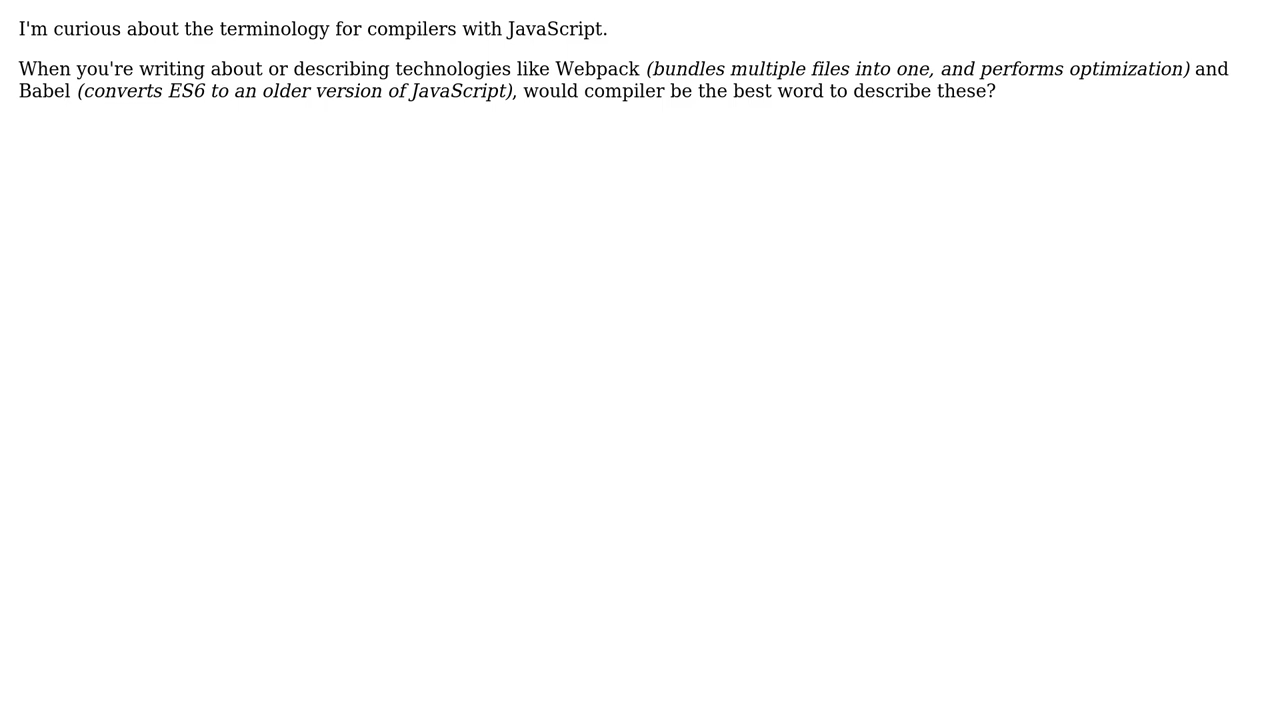 I'm curious about the terminology for compilers with JavaScript.
When you're writing about or describing technologies like Webpack (bundles multiple files into one, and performs optimization) and
Babel (converts ES6 to an older version of JavaScript), would compiler be the best word to describe these?